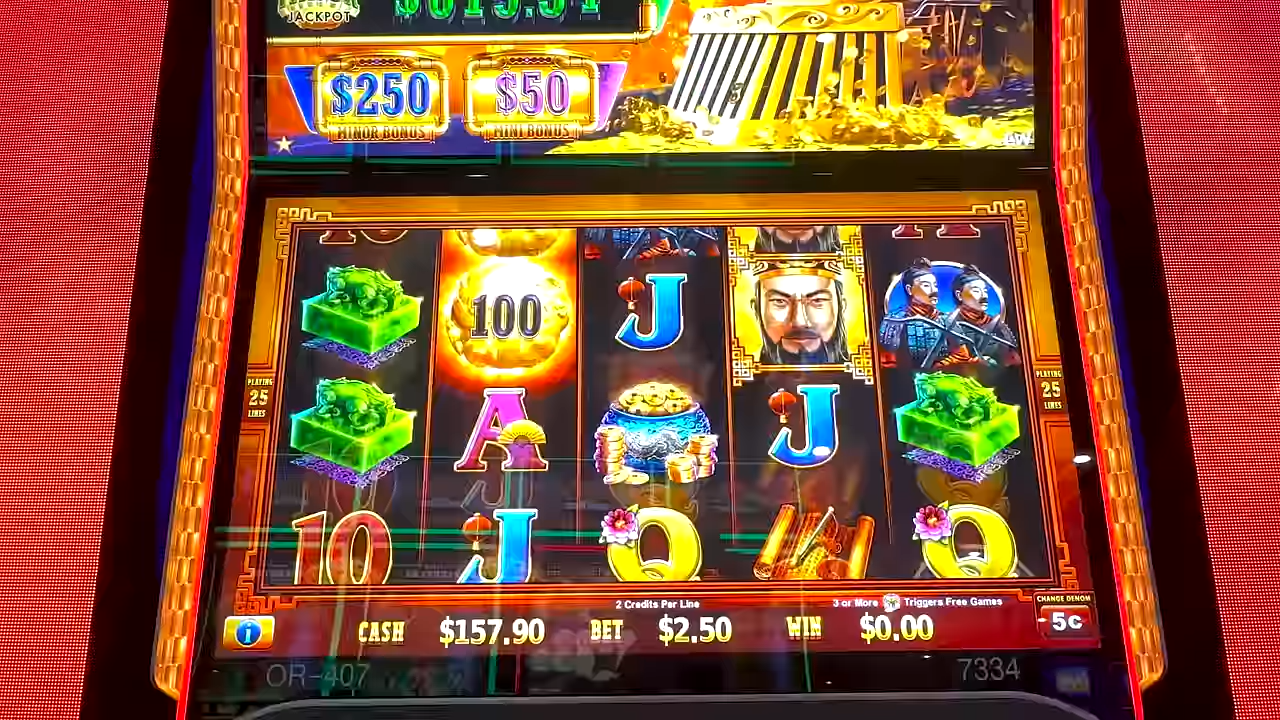 JACKPOT
$250
$50
MINOR BONUS
MINI BONUS
100
J
PLAYING
25
LINES
PLAYING
25
LINES
A
J
10
J
Q
Q
2 Credits Per Line
3 or More Triggers Free Games
CHANGE DENOM
5¢
CASH $157.90 BET $2.50 WIN $0.00
OR-407
7334